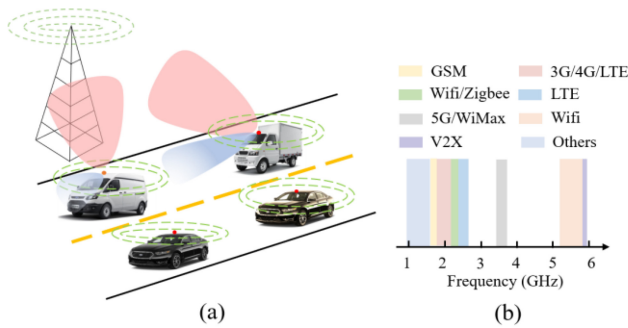 (b)
GSM 3G/4G/LTE
Wifi/Zigbee LTE
5G/WiMax Wifi
V2X Others
1 2 3 4 5 6
Frequency (GHz)
(a) (b)